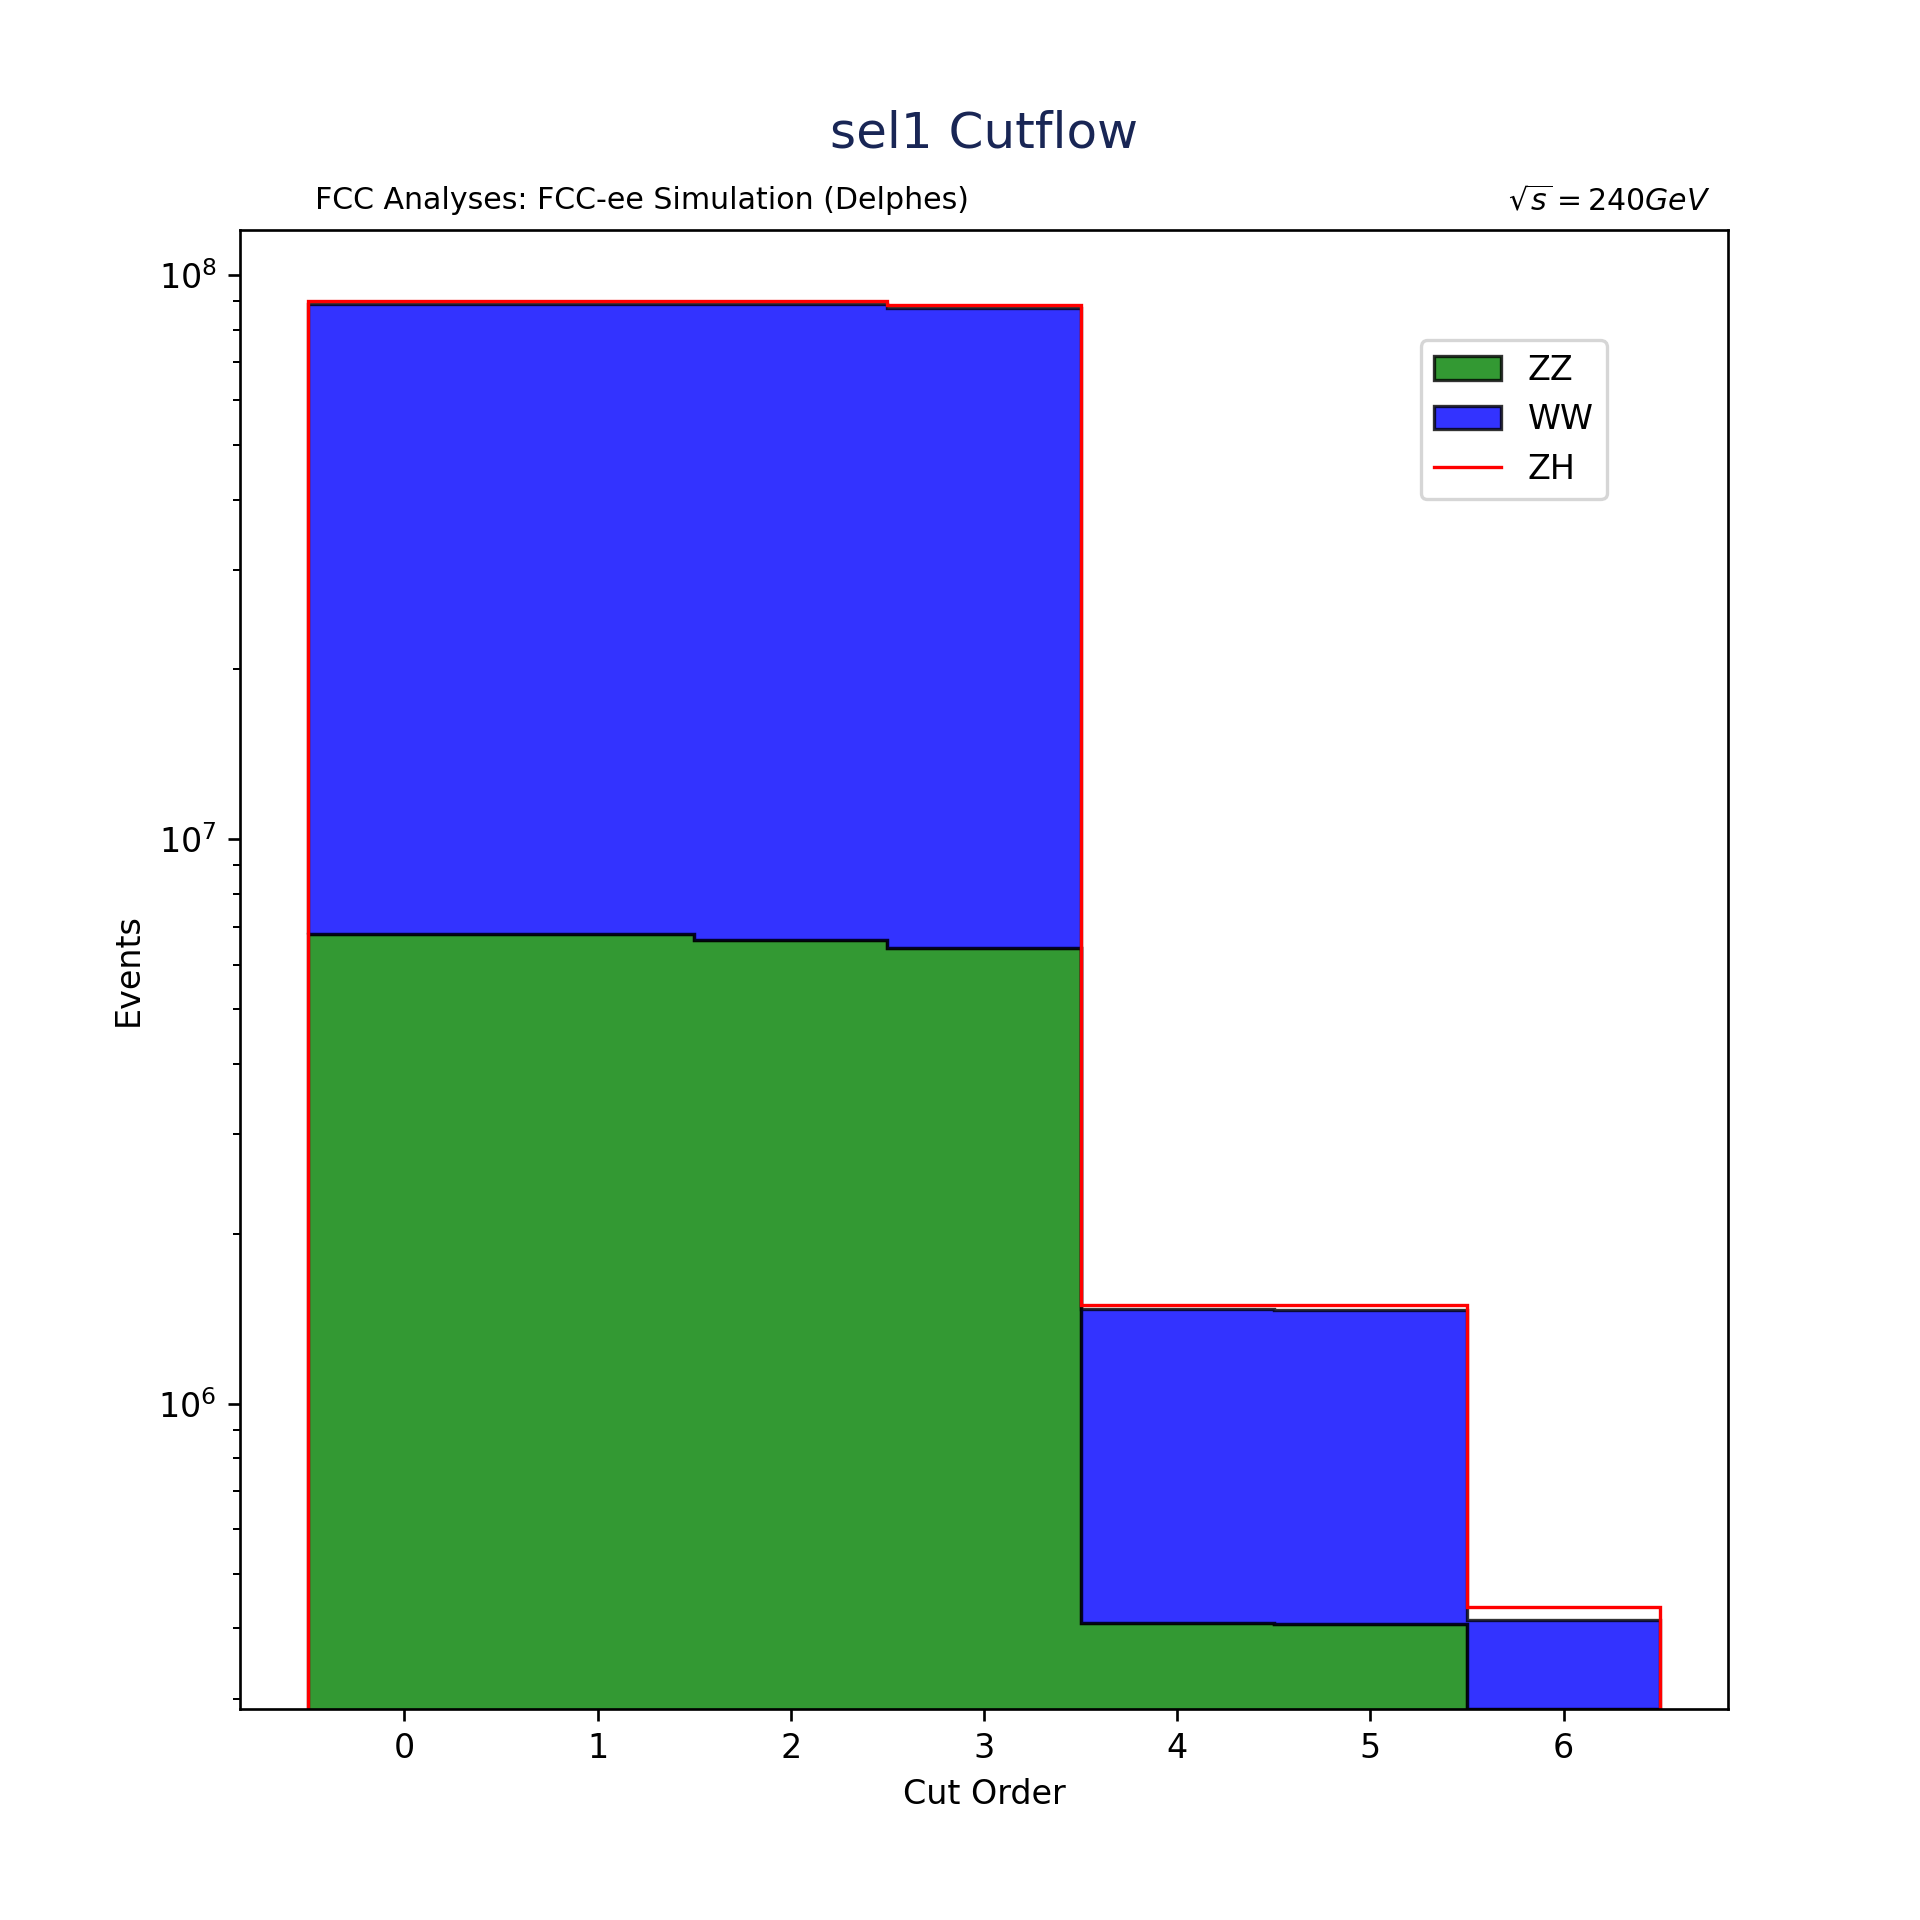 sel1 Cutflow
FCC Analyses: FCC-ee Simulation (Delphes)
√s = 240GeV
10⁸
10⁷
10⁶
Events
ZZ
WW
ZH
0 1 2 3 4 5 6
Cut Order